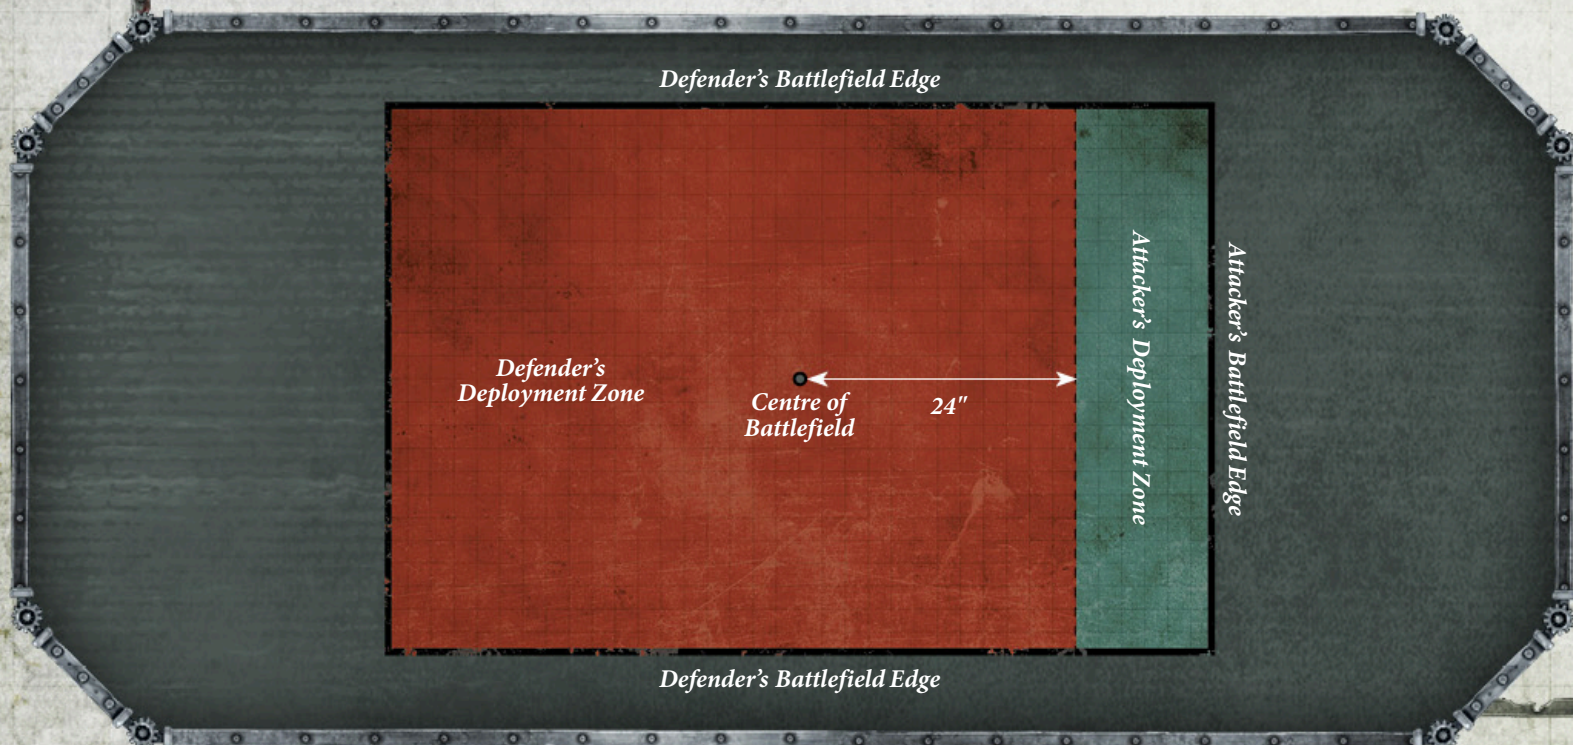 Defender's Battlefield Edge
Defender's
Deployment Zone
Centre of
Battlefield
24"
Attacker's Deployment Zone
Attacker's Battlefield Edge
Defender's Battlefield Edge